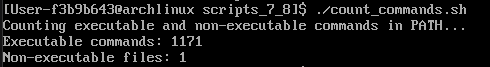 [User-f3b9b643@archlinux scripts_7_8]$ ./count_commands.sh
Counting executable and non-executable commands in PATH...
Executable commands: 1171
Non-executable files: 1